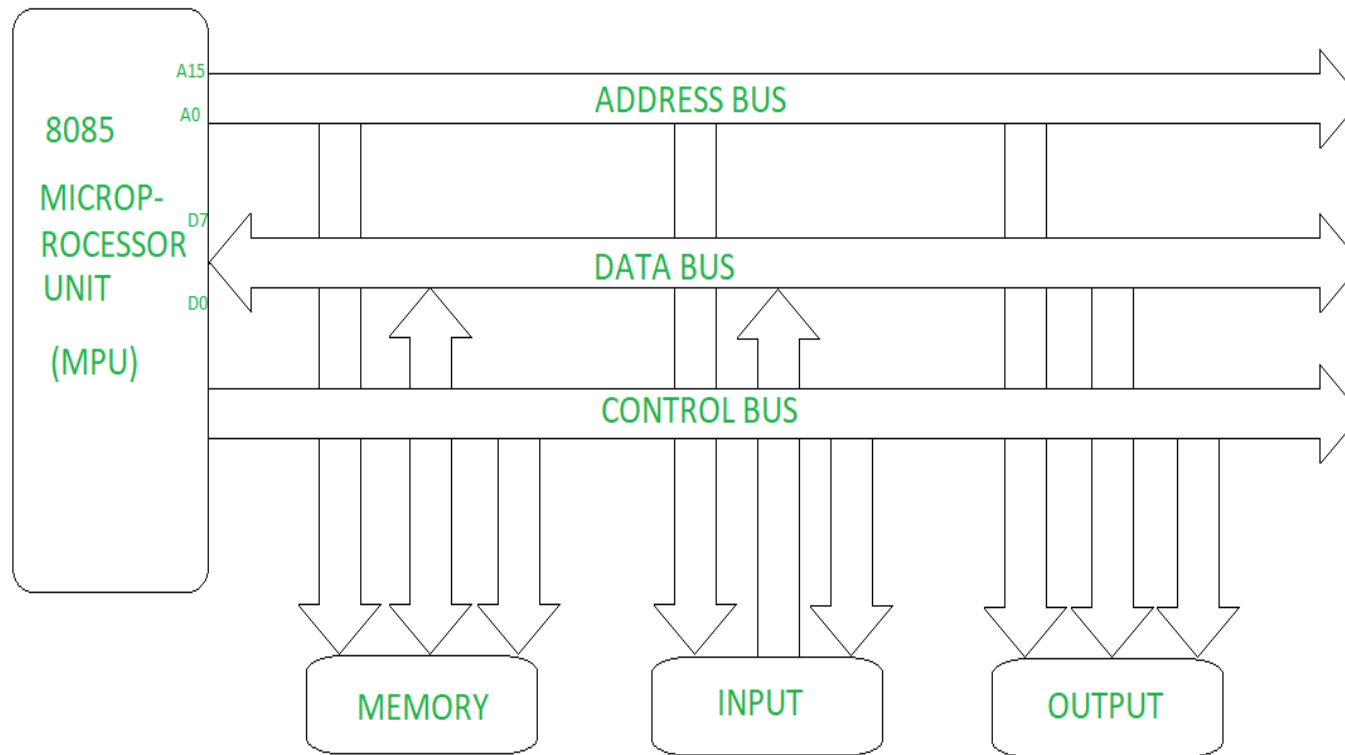 A15
ADDRESS BUS
A0
8085
MICROP-
D7
ROCESSOR
DATA BUS
UNIT
D0
(MPU)
CONTROL BUS
MEMORY
INPUT
OUTPUT